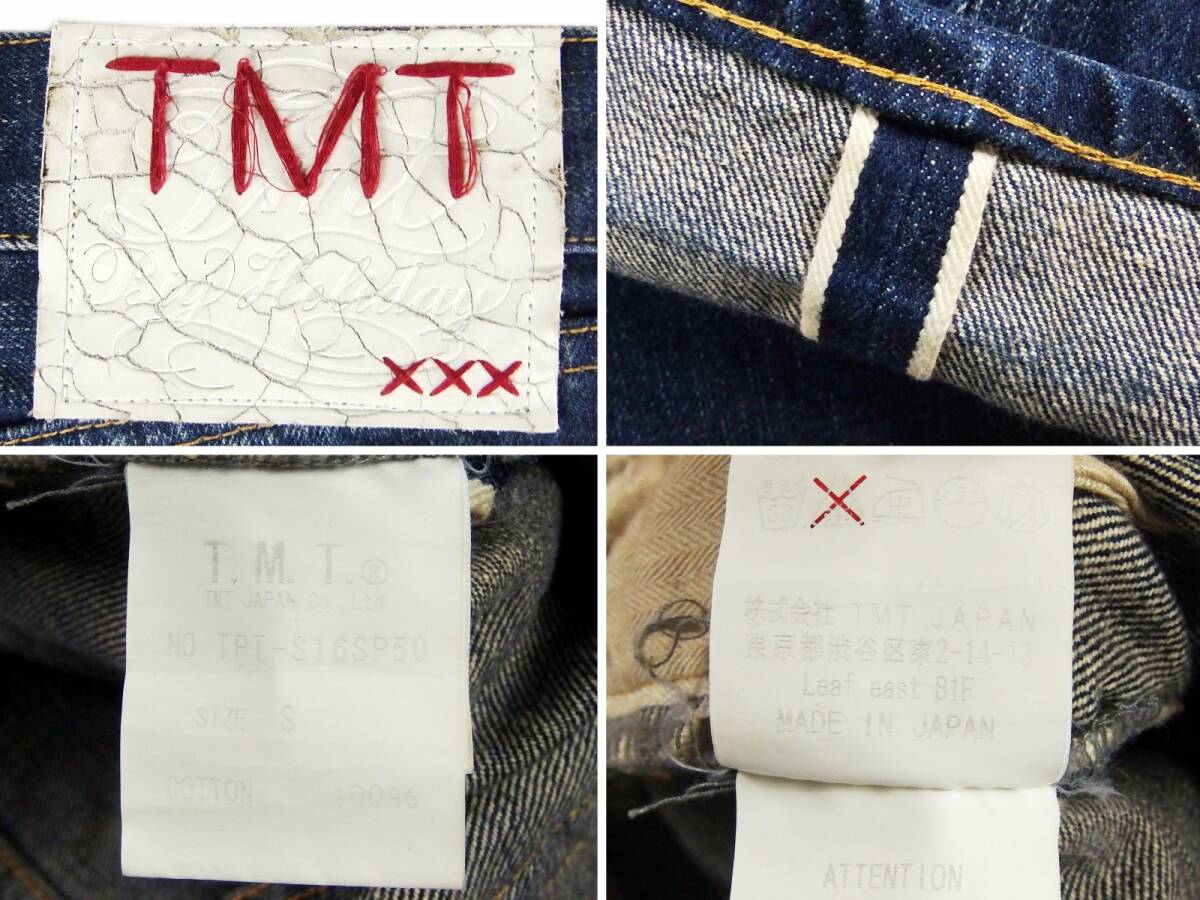 TMT
Big Holiday
xxx
T.M.T.®
TMT JAPAN Co.,Ltd
NO TPT-S16SP50
SIZE S
COTTON 100%
株式会社 TMT JAPAN
東京都渋谷区東2-14-13
Leaf east B1F
MADE IN JAPAN
ATTENTION